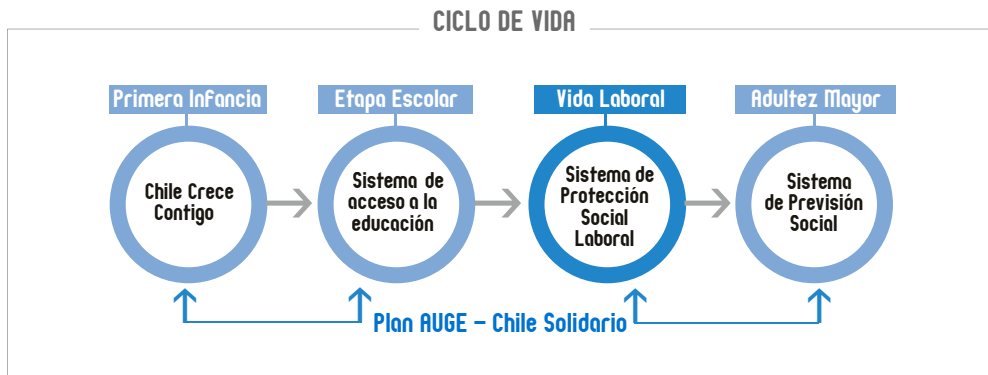 CICLO DE VIDA
Primera Infancia
Etapa Escolar
Vida Laboral
Adultez Mayor
Chile Crece
Contigo
Sistema de
acceso a la
educación
Sistema de
Protección
Social
Laboral
Sistema
de Previsión
Social
Plan AUGE – Chile Solidario